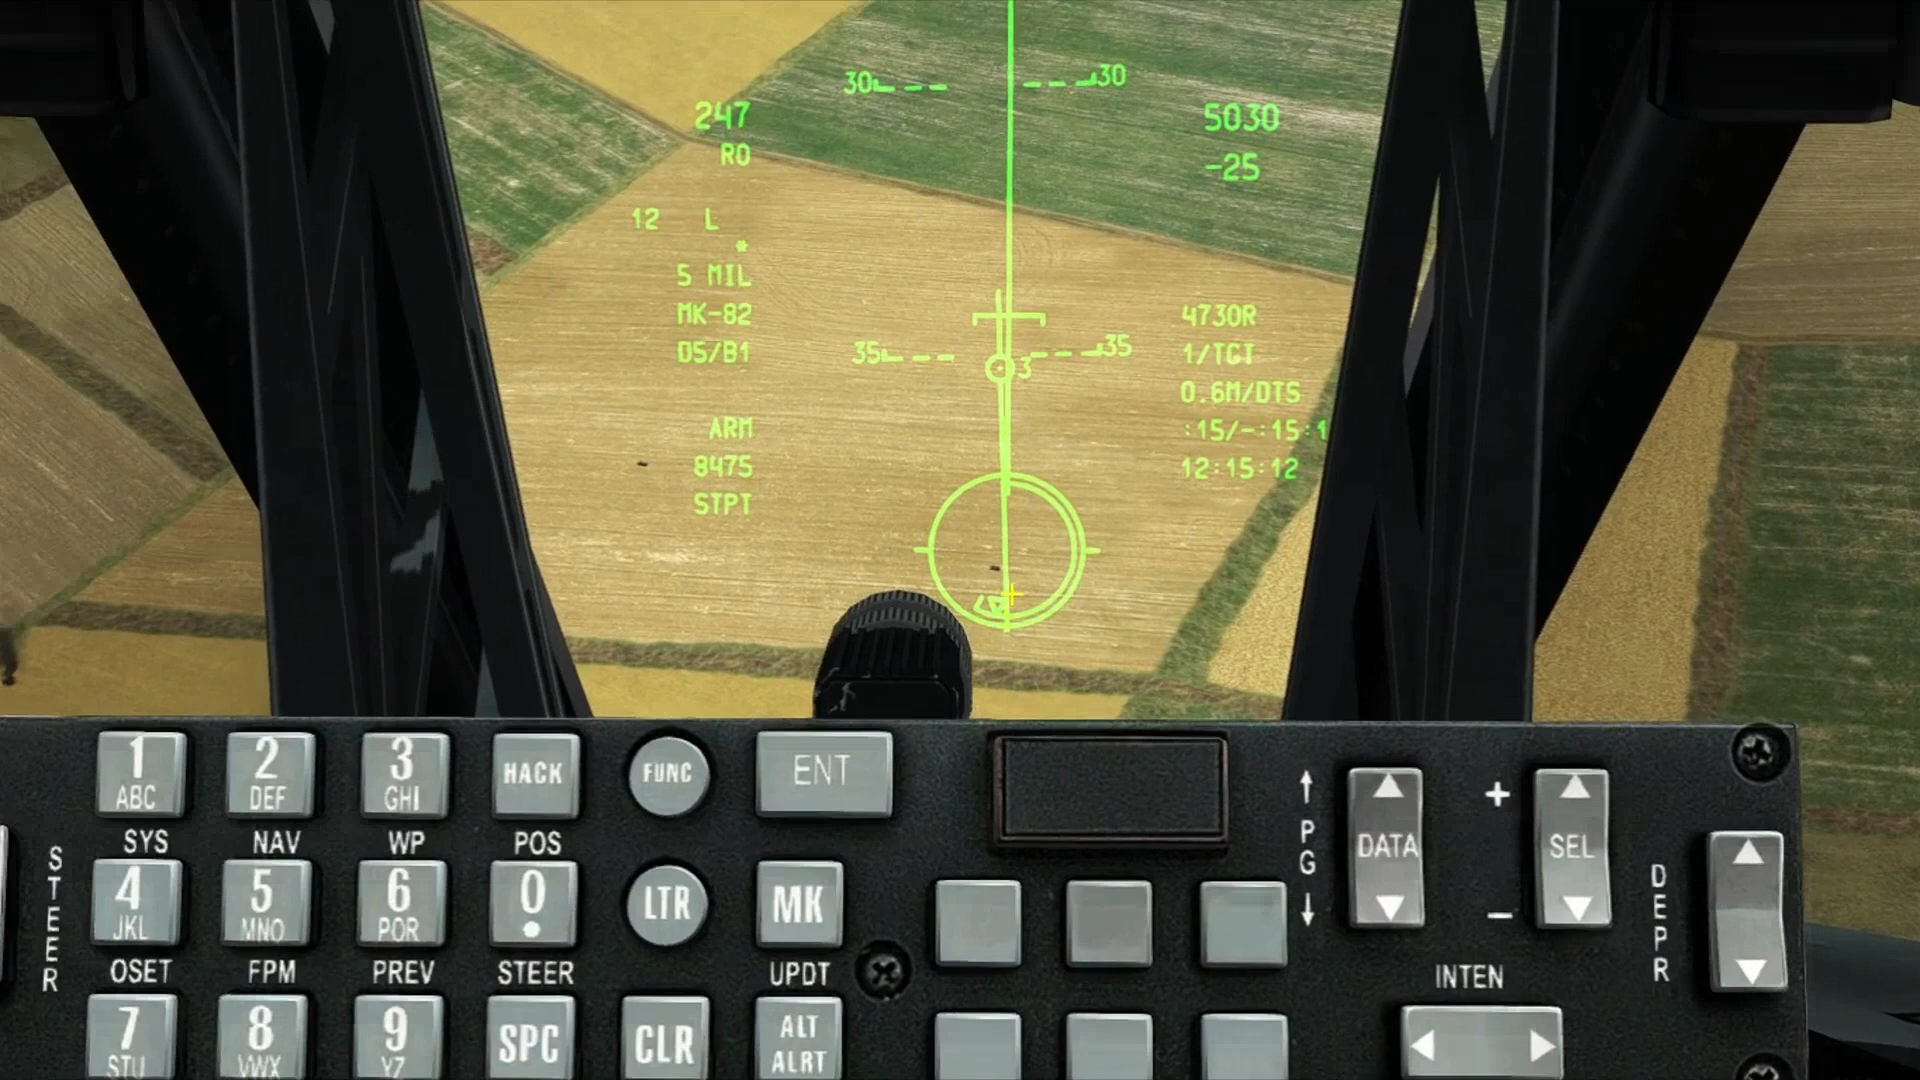 30 30
247 5030
RO -25
12 L
*
5 MIL
MK-82 4730R
D5/B1 1/TGT
35 35
3
0.6M/DTS
ARM :15/-:15:1
8475 12:15:12
STPT
1 2 3 HACK FUNC ENT
ABC DEF GHI
SYS NAV WP POS
4 5 6 0 LTR MK
JKL MNO PQR
OSET FPM PREV STEER UPDT
7 8 9 SPC CLR ALT ALRT
STU VWX YZ
STEER
PG
DATA
+
SEL
-
DEPR
INTEN